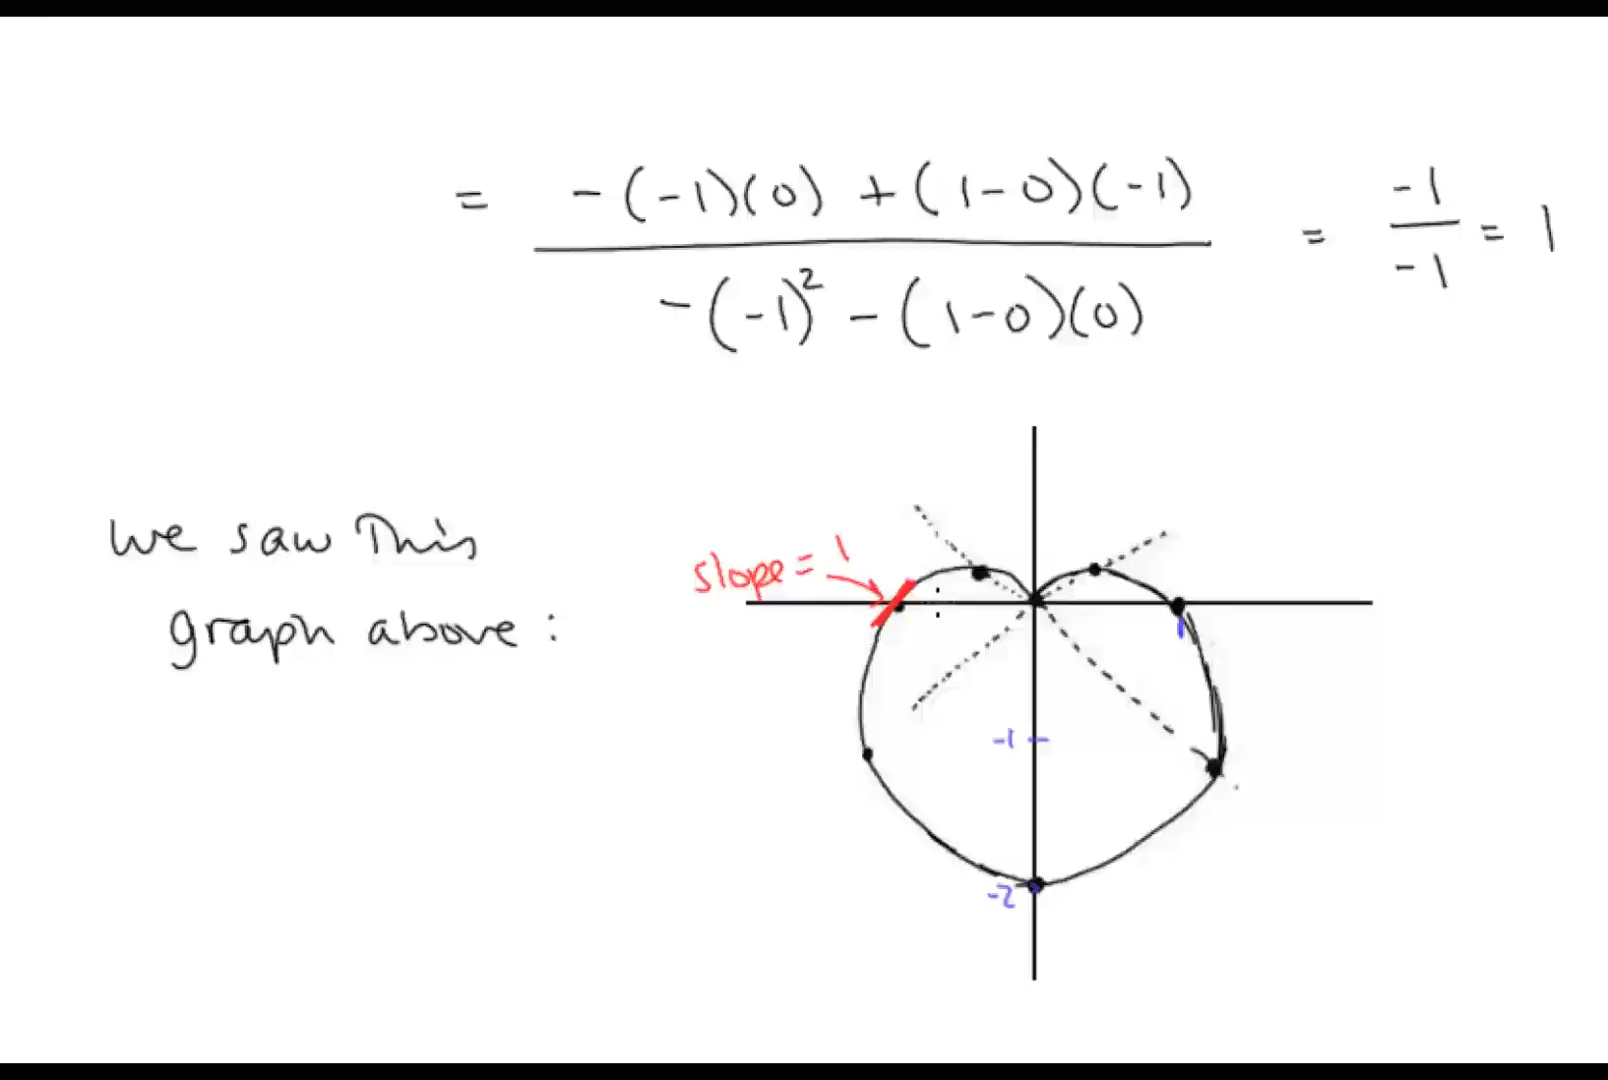 = (-(-1)(0) + (1-0)(-1)) / (-(-1)² - (1-0)(0)) = -1/-1 = 1
We saw This
graph above:
slope = 1
1
-1
-2